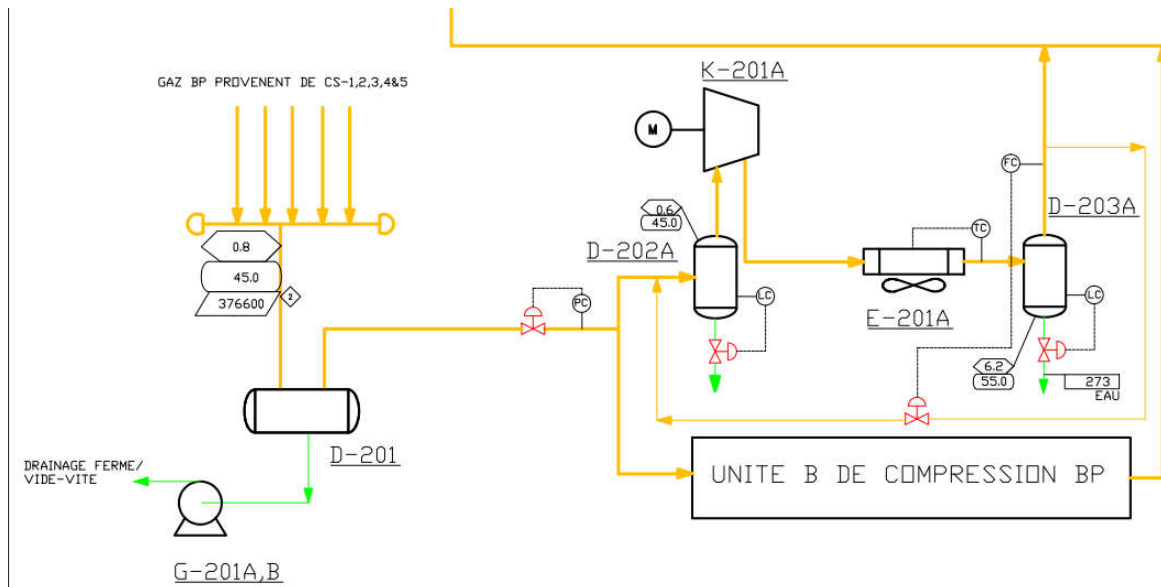 GAZ BP PROVENENT DE CS-1,2,3,4&5
K-201A
M
FC
D-203A
0.8
45.0
376600
2
0.6
45.0
D-202A
TC
PC
LC
E-201A
LC
6.2
55.0
273
EAU
D-201
DRAINAGE FERME/
VIDE-VITE
UNITE B DE COMPRESSION BP
G-201A,B